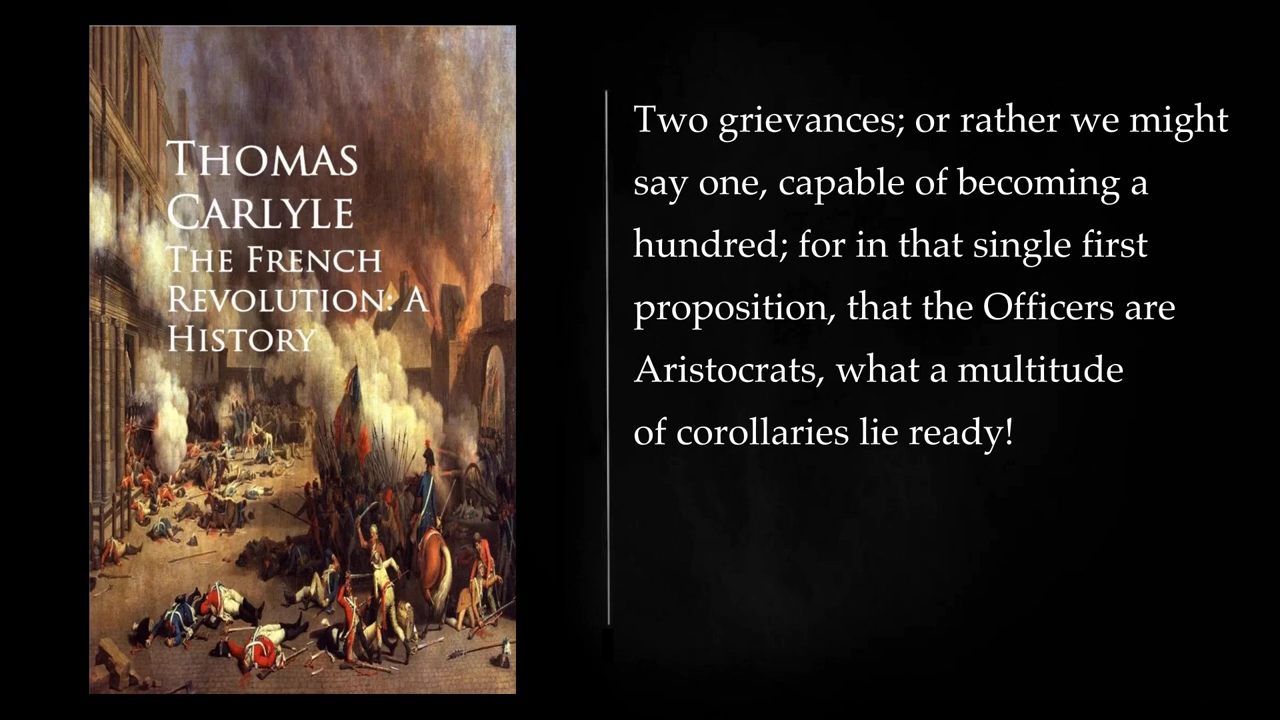 THOMAS
CARLYLE
THE FRENCH
REVOLUTION: A
HISTORY
Two grievances; or rather we might
say one, capable of becoming a
hundred; for in that single first
proposition, that the Officers are
Aristocrats, what a multitude
of corollaries lie ready!